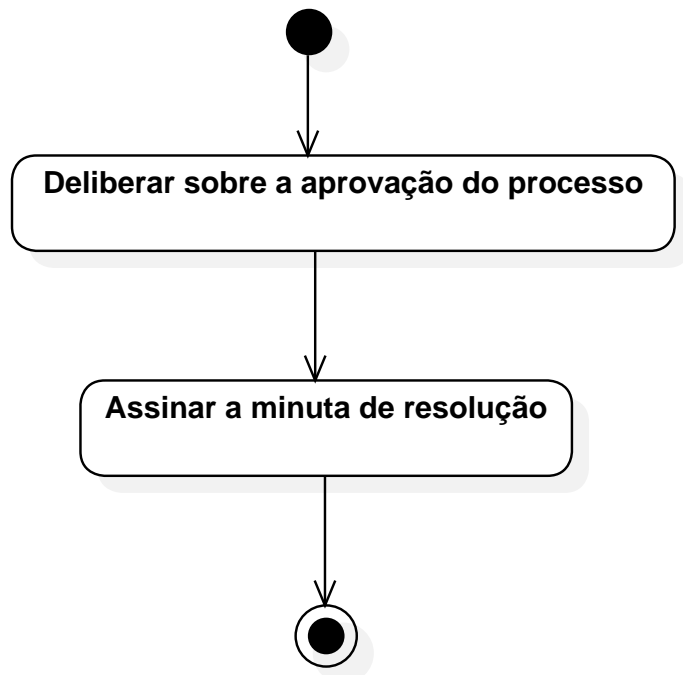 Deliberar sobre a aprovação do processo
Assinar a minuta de resolução